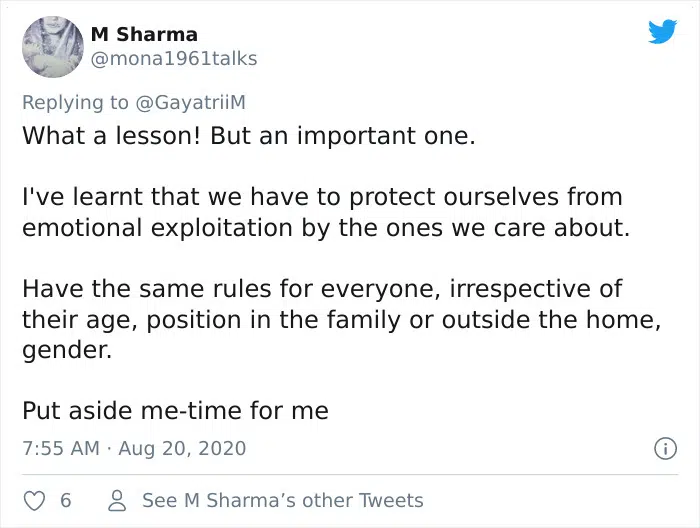 M Sharma
@mona1961talks
Replying to @GayatriiM
What a lesson! But an important one.
I've learnt that we have to protect ourselves from
emotional exploitation by the ones we care about.
Have the same rules for everyone, irrespective of
their age, position in the family or outside the home,
gender.
Put aside me-time for me
7:55 AM · Aug 20, 2020
6
See M Sharma’s other Tweets